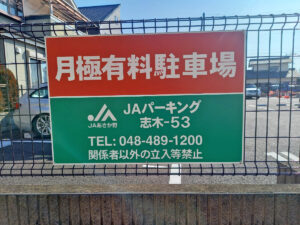 月極有料駐車場
JAあさか野
JAパーキング
志木-53
TEL: 048-489-1200
関係者以外の立入等禁止